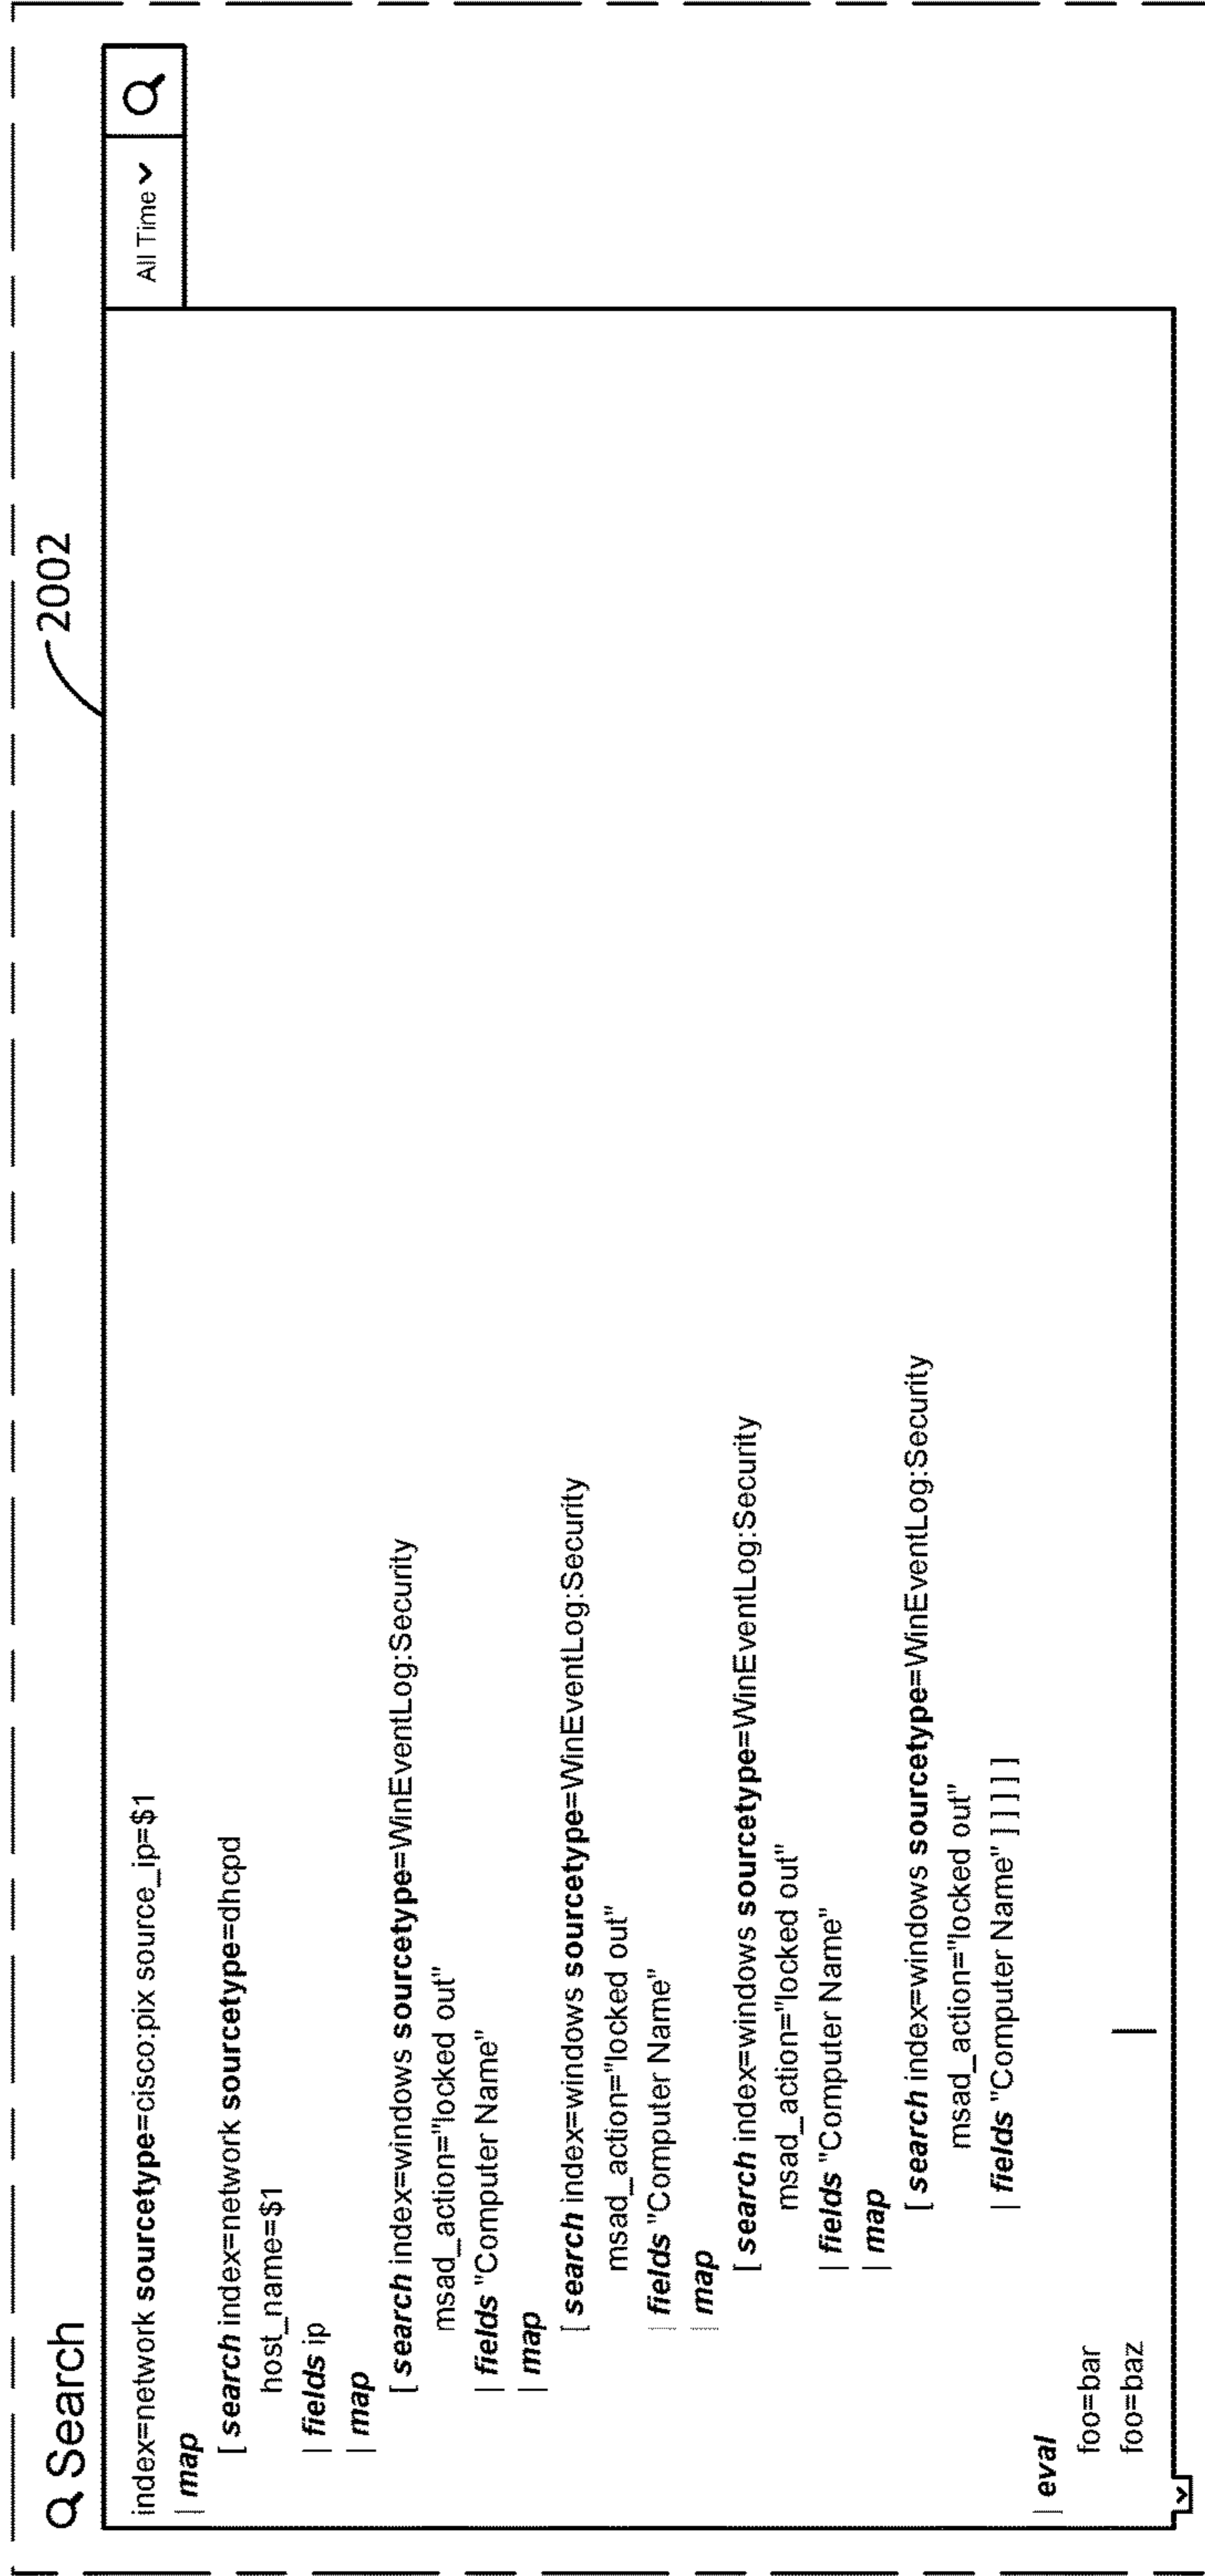 2002
Search
All Time
index=network sourcetype=cisco:pix source_ip=$1
| map
[ search index=network sourcetype=dhcpd
host_name=$1
| fields ip
| map
[ search index=windows sourcetype=WinEventLog:Security
msad_action="locked out"
| fields "Computer Name"
| map
[ search index=windows sourcetype=WinEventLog:Security
msad_action="locked out"
| fields "Computer Name"
| map
[ search index=windows sourcetype=WinEventLog:Security
msad_action="locked out"
| fields "Computer Name"
| map
[ search index=windows sourcetype=WinEventLog:Security
msad_action="locked out"
| fields "Computer Name" ] ] ] ] ]
| eval
foo=bar
foo=baz